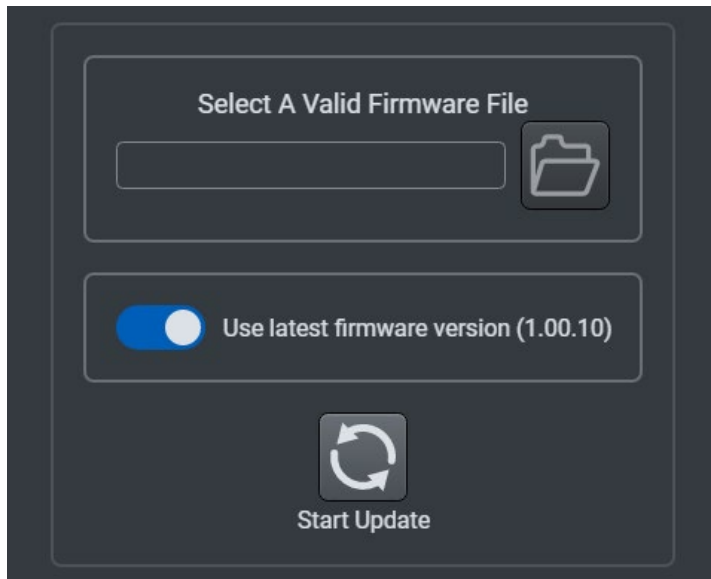 Select A Valid Firmware File
Use latest firmware version (1.00.10)
Start Update